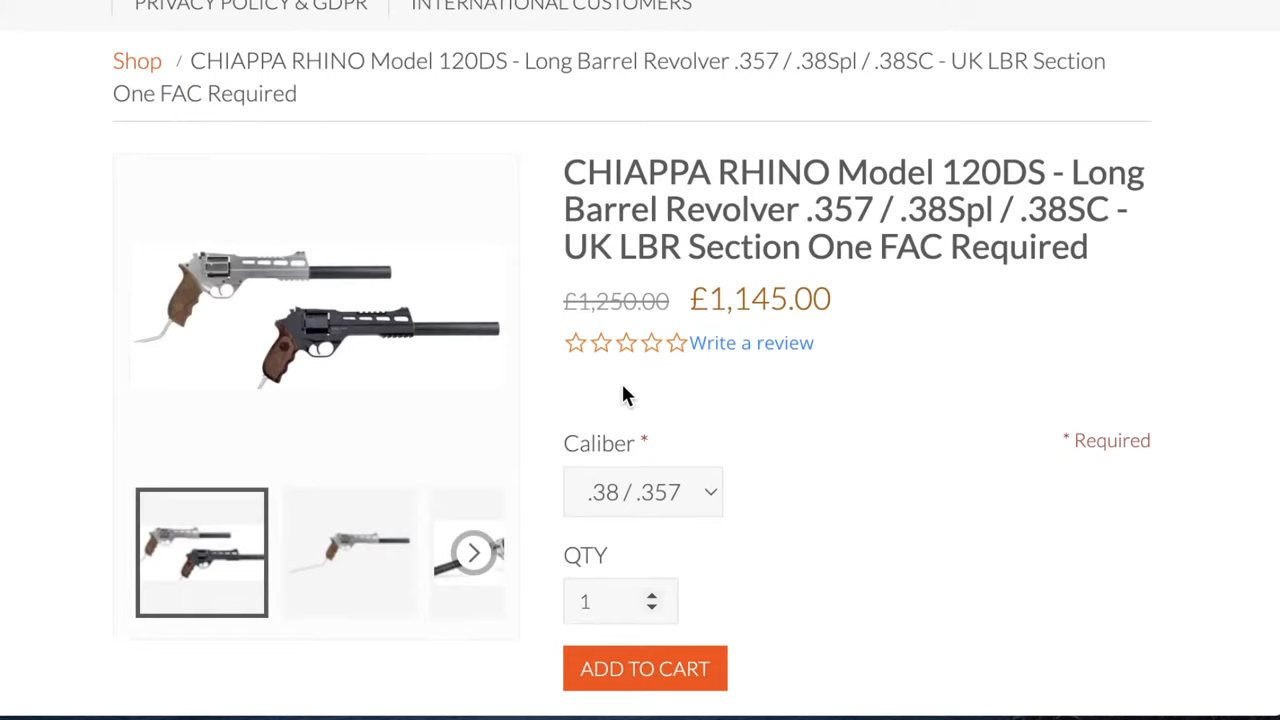 PRIVACY POLICY & GDPR
INTERNATIONAL CUSTOMERS
Shop / CHIAPPA RHINO Model 120DS - Long Barrel Revolver .357 / .38Spl / .38SC - UK LBR Section
One FAC Required
CHIAPPA RHINO Model 120DS - Long
Barrel Revolver .357 / .38Spl / .38SC -
UK LBR Section One FAC Required
£1,250.00 £1,145.00
Write a review
Caliber *
* Required
.38 / .357
QTY
1
ADD TO CART